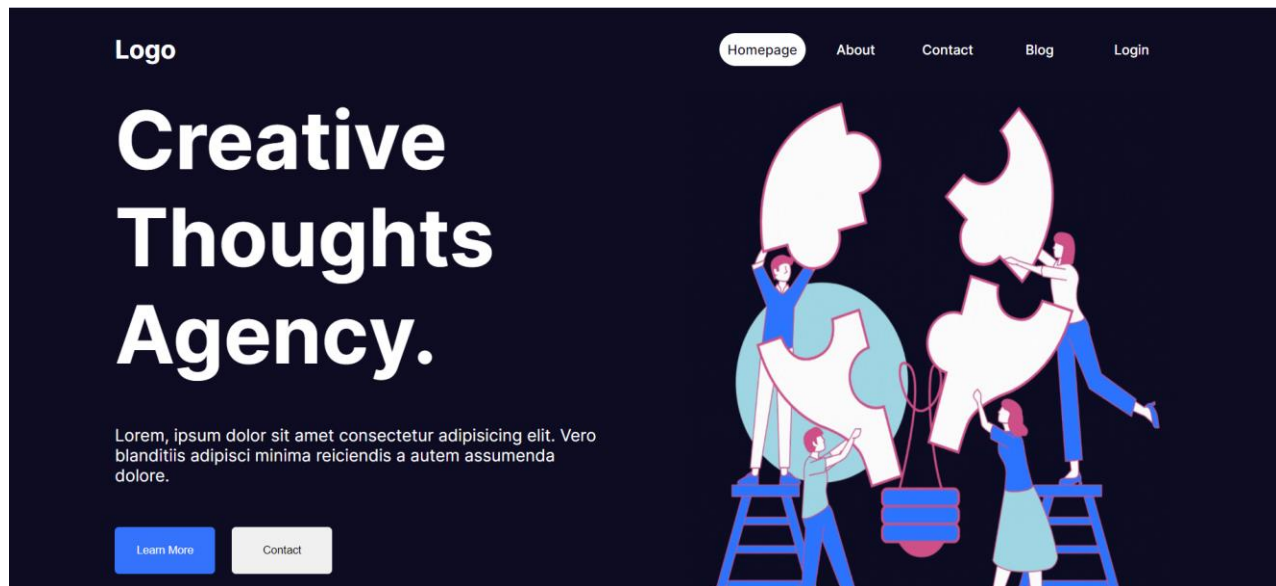 Logo
Homepage
About
Contact
Blog
Login
Creative
Thoughts
Agency.
Lorem, ipsum dolor sit amet consectetur adipisicing elit. Vero
blanditiis adipisci minima reiciendis a autem assumenda
dolore.
Learn More
Contact